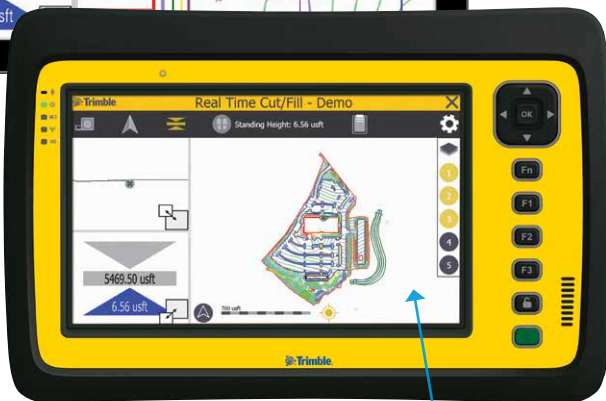 sft
Trimble
Real Time Cut/Fill - Demo
X
Standing Height: 6.56 usft
1
2
3
4
5
5469.50 usft
6.56 usft
700 usft
OK
Fn
F1
F2
F3
Trimble.